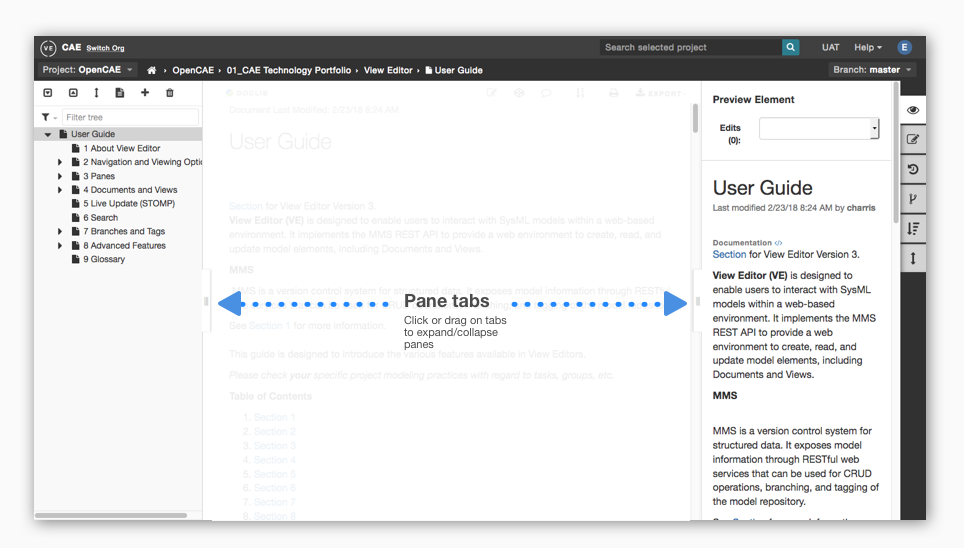 VE CAE Switch Org
Search selected project
UAT Help E
Project: OpenCAE
› OpenCAE › 01_CAE Technology Portfolio › View Editor › User Guide
Branch: master
Filter tree
User Guide
1 About View Editor
2 Navigation and Viewing Optio
3 Panes
4 Documents and Views
5 Live Update (STOMP)
6 Search
7 Branches and Tags
8 Advanced Features
9 Glossary
DOCLIB
EXPORT
Document Last Modified: 2/23/18 8:24 AM
User Guide
Section for View Editor Version 3.
View Editor (VE) is designed to enable users to interact with SysML models within a web-based
environment. It implements the MMS REST API to provide a web environment to create, read, and
update model elements, including Documents and Views.
MMS
MMS is a version control system for structured data. It exposes model information through RESTf
See Section 1 for more information.
This guide is designed to introduce the various features available in View Editors.
Please check your specific project modeling practices with regard to tasks, groups, etc.
Table of Contents
1. Section 1
2. Section 2
3. Section 3
4. Section 4
5. Section 5
6. Section 6
7. Section 7
8. Section 8
Pane tabs
Click or drag on tabs
to expand/collapse
panes
Preview Element
Edits
(0):
User Guide
Last modified 2/23/18 8:24 AM by charris
Documentation </>
Section for View Editor Version 3.
View Editor (VE) is designed to
enable users to interact with SysML
models within a web-based
environment. It implements the MMS
REST API to provide a web
environment to create, read, and
update model elements, including
Documents and Views.
MMS
MMS is a version control system for
structured data. It exposes model
information through RESTful web
services that can be used for CRUD
operations, branching, and tagging of
the model repository.